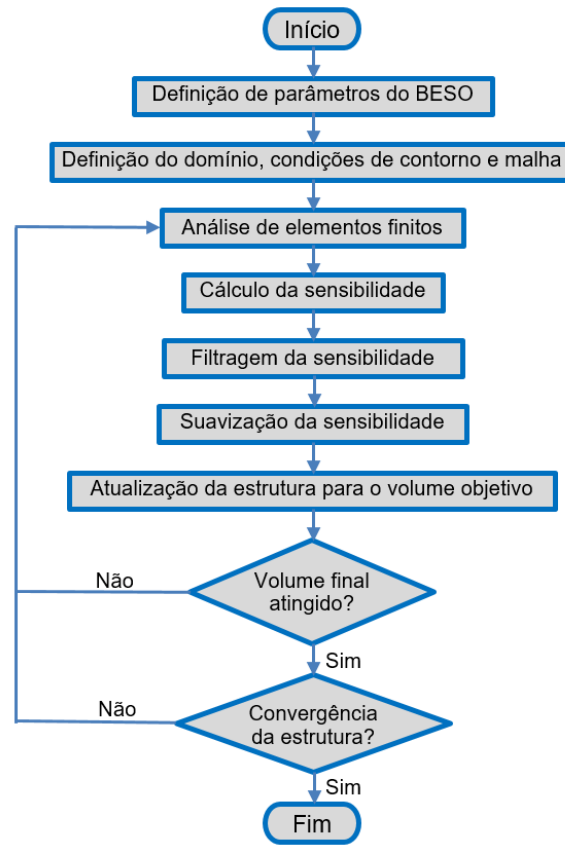 Início
Definição de parâmetros do BESO
Definição do domínio, condições de contorno e malha
Análise de elementos finitos
Cálculo da sensibilidade
Filtragem da sensibilidade
Suavização da sensibilidade
Atualização da estrutura para o volume objetivo
Não
Volume final
atingido?
Sim
Não
Convergência
da estrutura?
Sim
Fim